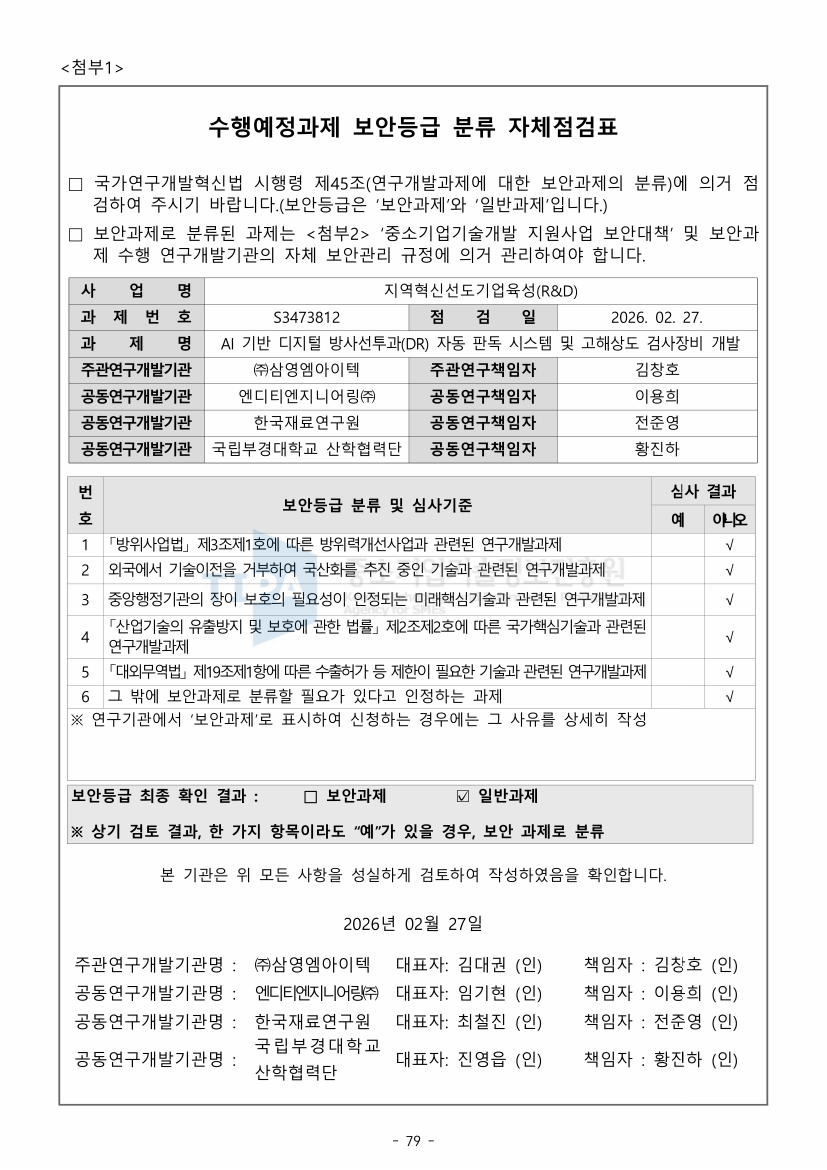 <첨부1>
수행예정과제 보안등급 분류 자체점검표
□ 국가연구개발혁신법 시행령 제45조(연구개발과제에 대한 보안과제의 분류)에 의거 점
검하여 주시기 바랍니다.(보안등급은 ‘보안과제’와 ‘일반과제’입니다.)
□ 보안과제로 분류된 과제는 <첨부2> ‘중소기업기술개발 지원사업 보안대책’ 및 보안과
제 수행 연구개발기관의 자체 보안관리 규정에 의거 관리하여야 합니다.
사 업 명 지역혁신선도기업육성(R&D)
과 제 번 호 S3473812 점 검 일 2026. 02. 27.
과 제 명 AI 기반 디지털 방사선투과(DR) 자동 판독 시스템 및 고해상도 검사장비 개발
주관연구개발기관 ㈜삼영엠아이텍 주관연구책임자 김창호
공동연구개발기관 엔디티엔지니어링㈜ 공동연구책임자 이용희
공동연구개발기관 한국재료연구원 공동연구책임자 전준영
공동연구개발기관 국립부경대학교 산학협력단 공동연구책임자 황진하
번호 보안등급 분류 및 심사기준 심사 결과
예 아니오
1 「방위사업법」 제3조제1호에 따른 방위력개선사업과 관련된 연구개발과제 √
2 외국에서 기술이전을 거부하여 국산화를 추진 중인 기술과 관련된 연구개발과제 √
3 중앙행정기관의 장이 보호의 필요성이 인정되는 미래핵심기술과 관련된 연구개발과제 √
4 「산업기술의 유출방지 및 보호에 관한 법률」 제2조제2호에 따른 국가핵심기술과 관련된
연구개발과제 √
5 「대외무역법」 제19조제1항에 따른 수출허가 등 제한이 필요한 기술과 관련된 연구개발과제 √
6 그 밖에 보안과제로 분류할 필요가 있다고 인정하는 과제 √
※ 연구기관에서 ‘보안과제’로 표시하여 신청하는 경우에는 그 사유를 상세히 작성
보안등급 최종 확인 결과 : □ 보안과제 ☑ 일반과제
※ 상기 검토 결과, 한 가지 항목이라도 “예”가 있을 경우, 보안 과제로 분류
본 기관은 위 모든 사항을 성실하게 검토하여 작성하였음을 확인합니다.
2026년 02월 27일
주관연구개발기관명 : ㈜삼영엠아이텍 대표자: 김대권 (인) 책임자 : 김창호 (인)
공동연구개발기관명 : 엔디티엔지니어링㈜ 대표자: 임기현 (인) 책임자 : 이용희 (인)
공동연구개발기관명 : 한국재료연구원 대표자: 최철진 (인) 책임자 : 전준영 (인)
공동연구개발기관명 : 국립부경대학교
산학협력단 대표자: 진영읍 (인) 책임자 : 황진하 (인)
- 79 -